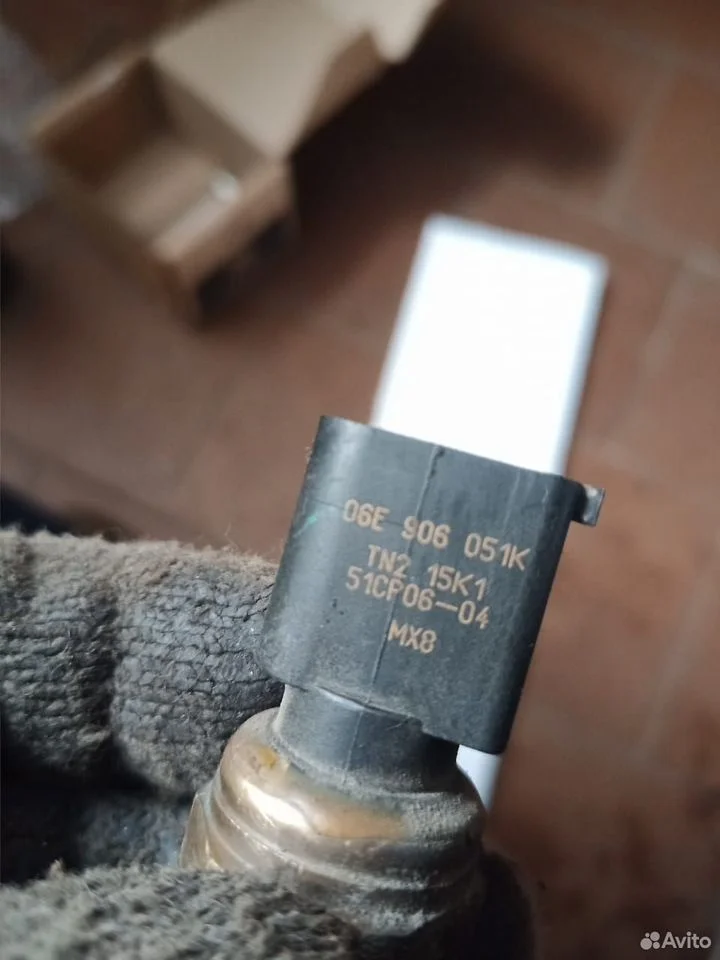 06E 906 051K
TN2 15K1
51CP06-04
MX8
Avito